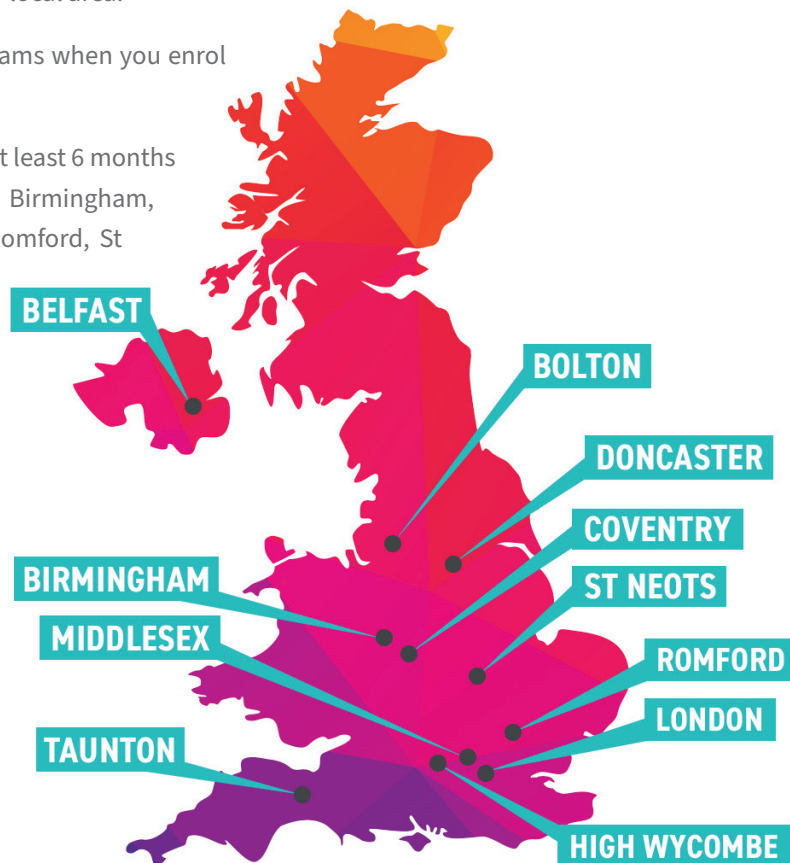 ams when you enrol
t least 6 months
Birmingham,
omford, St
BELFAST
BOLTON
DONCASTER
COVENTRY
BIRMINGHAM
ST NEOTS
MIDDLESEX
ROMFORD
LONDON
TAUNTON
HIGH WYCOMBE